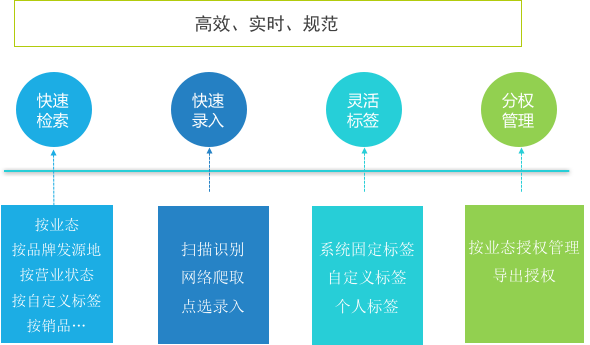 高效、实时、规范
快速
检索
快速
录入
灵活
标签
分权
管理
按业态
按品牌发源地
按营业状态
按自定义标签
按销品…
扫描识别
网络爬取
点选录入
系统固定标签
自定义标签
个人标签
按业态授权管理
导出授权